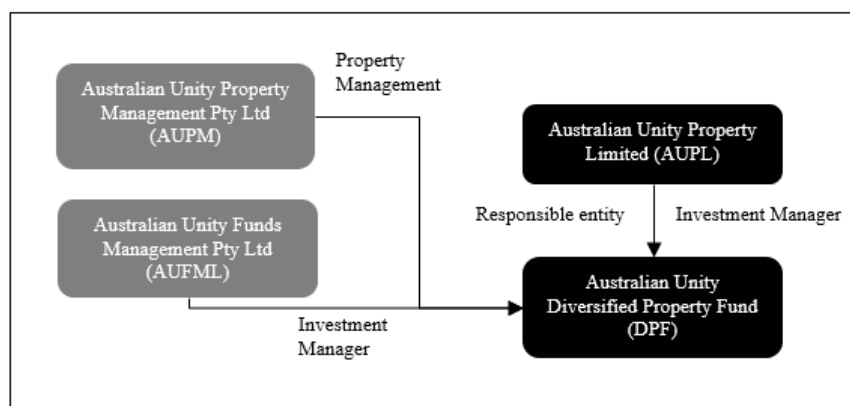 Property
Management
Australian Unity Property
Management Pty Ltd
(AUPM)
Australian Unity Property
Limited (AUPL)
Australian Unity Funds
Management Pty Ltd
(AUFML)
Responsible entity
Investment Manager
Australian Unity
Diversified Property Fund
(DPF)
Investment
Manager